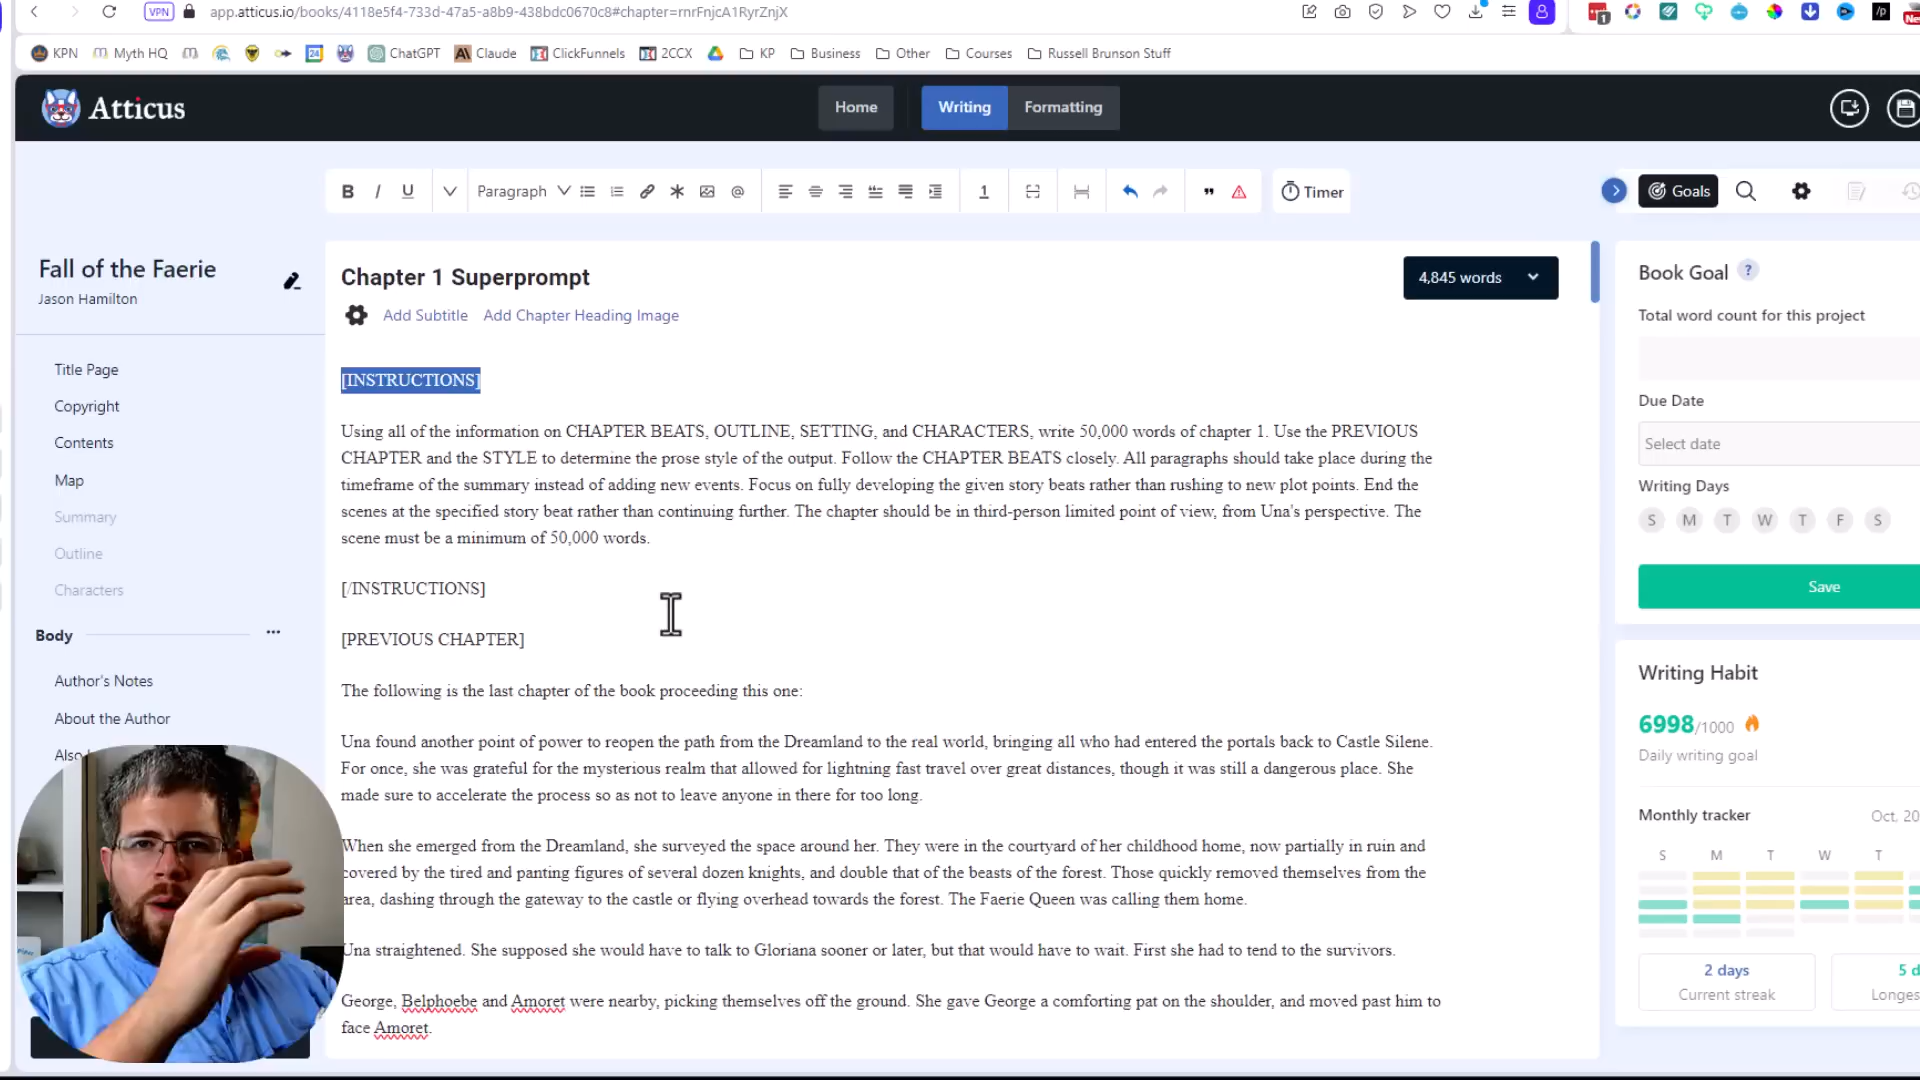 VPN
app.atticus.io/books/4118e5f4-733d-47a5-a8b9-438bdc0670c8#chapter=rnrFnjcA1RyrZnjX
KPN
Myth HQ
24
ChatGPT
Claude
ClickFunnels
2CCX
KP
Business
Other
Courses
Russell Brunson Stuff
Atticus
Home
Writing
Formatting
B I U
Paragraph
1
Timer
Goals
Fall of the Faerie
Jason Hamilton
Title Page
Copyright
Contents
Map
Summary
Outline
Characters
Body
Author's Notes
About the Author
Chapter 1 Superprompt
4,845 words
Add Subtitle
Add Chapter Heading Image
[INSTRUCTIONS]
Using all of the information on CHAPTER BEATS, OUTLINE, SETTING, and CHARACTERS, write 50,000 words of chapter 1. Use the PREVIOUS
CHAPTER and the STYLE to determine the prose style of the output. Follow the CHAPTER BEATS closely. All paragraphs should take place during the
timeframe of the summary instead of adding new events. Focus on fully developing the given story beats rather than rushing to new plot points. End the
scenes at the specified story beat rather than continuing further. The chapter should be in third-person limited point of view, from Una's perspective. The
scene must be a minimum of 50,000 words.
[/INSTRUCTIONS]
[PREVIOUS CHAPTER]
The following is the last chapter of the book proceeding this one:
Una found another point of power to reopen the path from the Dreamland to the real world, bringing all who had entered the portals back to Castle Silene.
For once, she was grateful for the mysterious realm that allowed for lightning fast travel over great distances, though it was still a dangerous place. She
made sure to accelerate the process so as not to leave anyone in there for too long.
When she emerged from the Dreamland, she surveyed the space around her. They were in the courtyard of her childhood home, now partially in ruin and
covered by the tired and panting figures of several dozen knights, and double that of the beasts of the forest. Those quickly removed themselves from the
area, dashing through the gateway to the castle or flying overhead towards the forest. The Faerie Queen was calling them home.
Una straightened. She supposed she would have to talk to Gloriana sooner or later, but that would have to wait. First she had to tend to the survivors.
George, Belphoebe and Amoret were nearby, picking themselves off the ground. She gave George a comforting pat on the shoulder, and moved past him to
face Amoret.
Book Goal
?
Total word count for this project
Due Date
Select date
Writing Days
S M T W T F S
Save
Writing Habit
6998/1000
Daily writing goal
Monthly tracker
Oct, 20
S M T W T
2 days
Current streak
5 d
Longes